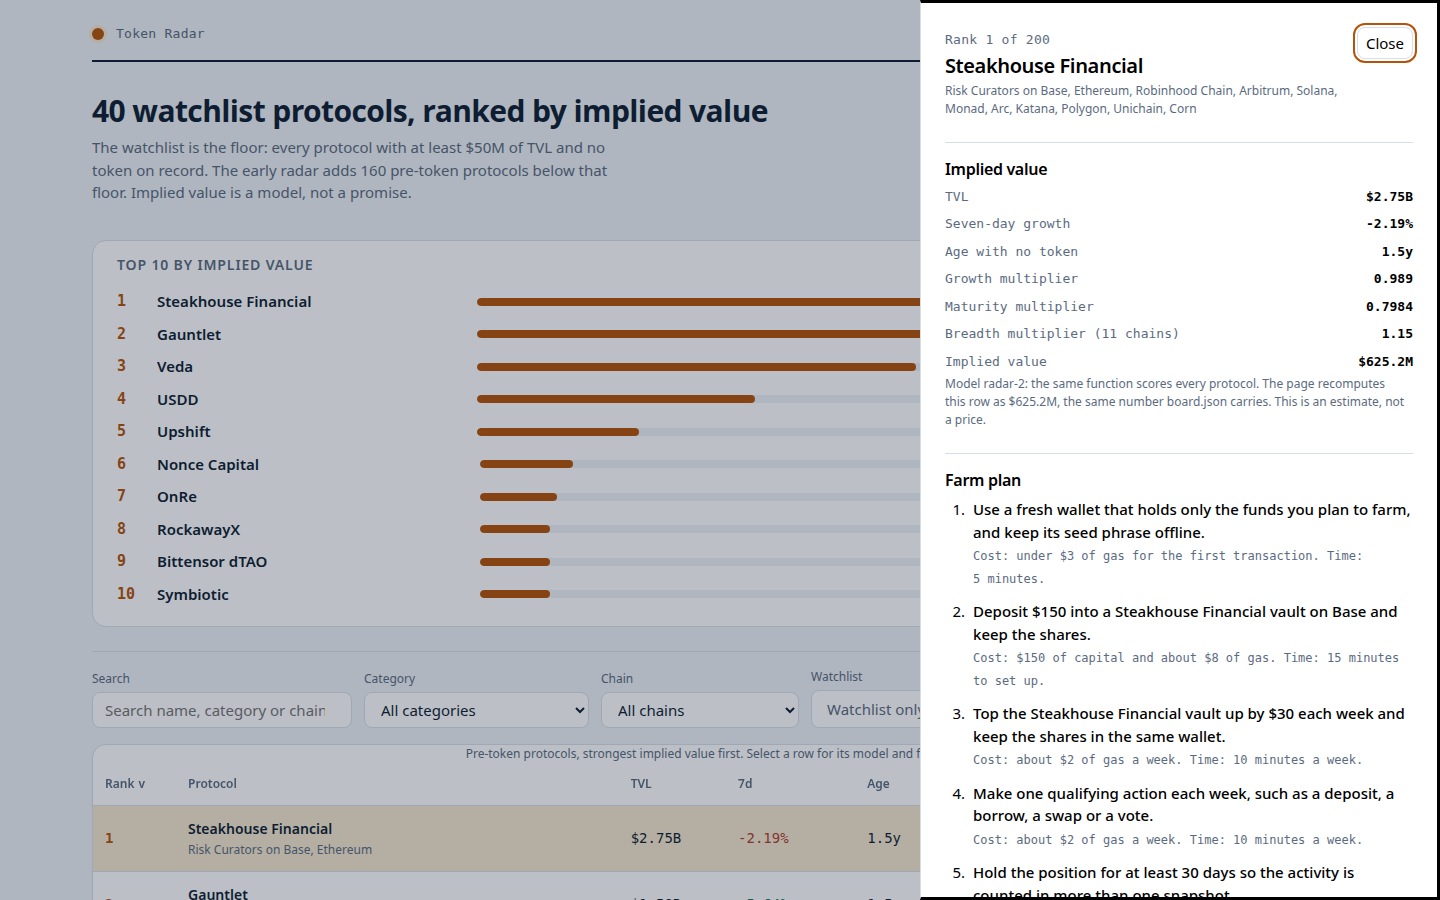 Token Radar
40 watchlist protocols, ranked by implied value
The watchlist is the floor: every protocol with at least $50M of TVL and no
token on record. The early radar adds 160 pre-token protocols below that
floor. Implied value is a model, not a promise.
TOP 10 BY IMPLIED VALUE
1 Steakhouse Financial
2 Gauntlet
3 Veda
4 USDD
5 Upshift
6 Nonce Capital
7 OnRe
8 RockawayX
9 Bittensor dTAO
10 Symbiotic
Search Category Chain Watchlist
Search name, category or chain All categories All chains Watchlist only
Pre-token protocols, strongest implied value first. Select a row for its model and f
Rank v Protocol TVL 7d Age
1 Steakhouse Financial $2.75B -2.19% 1.5y
Risk Curators on Base, Ethereum
Gauntlet
Rank 1 of 200
Close
Steakhouse Financial
Risk Curators on Base, Ethereum, Robinhood Chain, Arbitrum, Solana,
Monad, Arc, Katana, Polygon, Unichain, Corn
Implied value
TVL $2.75B
Seven-day growth -2.19%
Age with no token 1.5y
Growth multiplier 0.989
Maturity multiplier 0.7984
Breadth multiplier (11 chains) 1.15
Implied value $625.2M
Model radar-2: the same function scores every protocol. The page recomputes
this row as $625.2M, the same number board.json carries. This is an estimate, not
a price.
Farm plan
1. Use a fresh wallet that holds only the funds you plan to farm,
and keep its seed phrase offline.
Cost: under $3 of gas for the first transaction. Time:
5 minutes.
2. Deposit $150 into a Steakhouse Financial vault on Base and
keep the shares.
Cost: $150 of capital and about $8 of gas. Time: 15 minutes
to set up.
3. Top the Steakhouse Financial vault up by $30 each week and
keep the shares in the same wallet.
Cost: about $2 of gas a week. Time: 10 minutes a week.
4. Make one qualifying action each week, such as a deposit, a
borrow, a swap or a vote.
Cost: about $2 of gas a week. Time: 10 minutes a week.
5. Hold the position for at least 30 days so the activity is
counted in more than one snapshot.